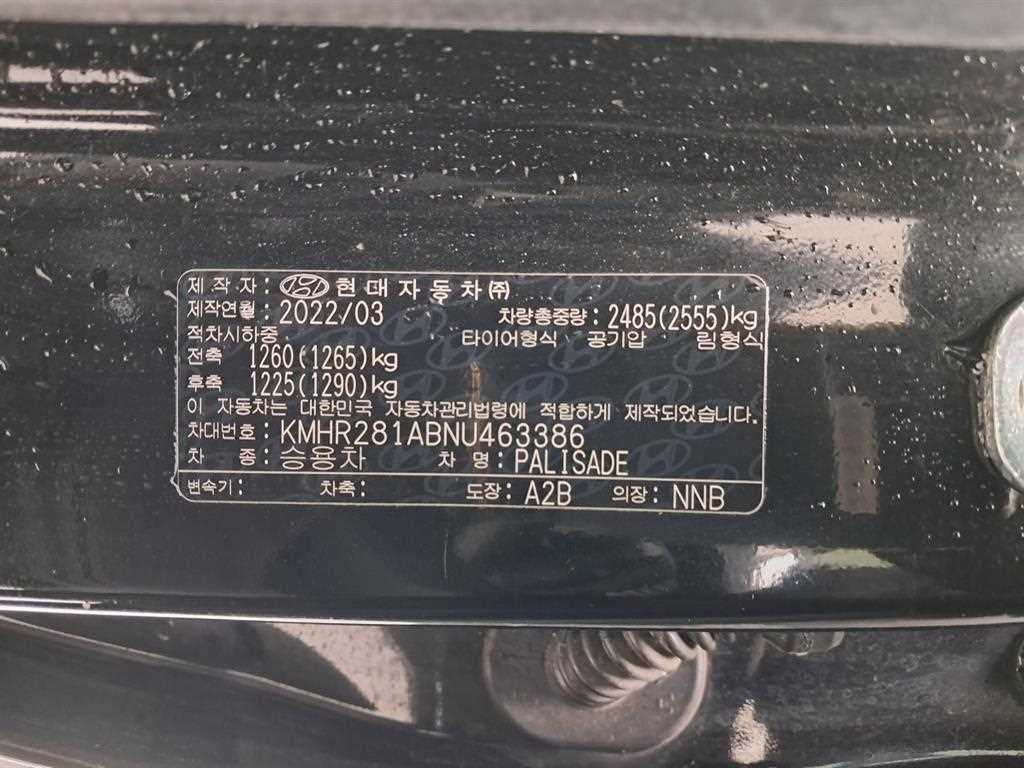 제 작 자: 현대자동차㈜
제작연월: 2022/03 차량총중량: 2485(2555)kg
적차시하중 타이어형식 공기압 림형식
전축 1260(1265)kg
후축 1225(1290)kg
이 자동차는 대한민국 자동차관리법령에 적합하게 제작되었습니다.
차대번호: KMHR281ABNU463386
차 종: 승용차 차 명: PALISADE
변속기: 차축: 도장: A2B 의장: NNB